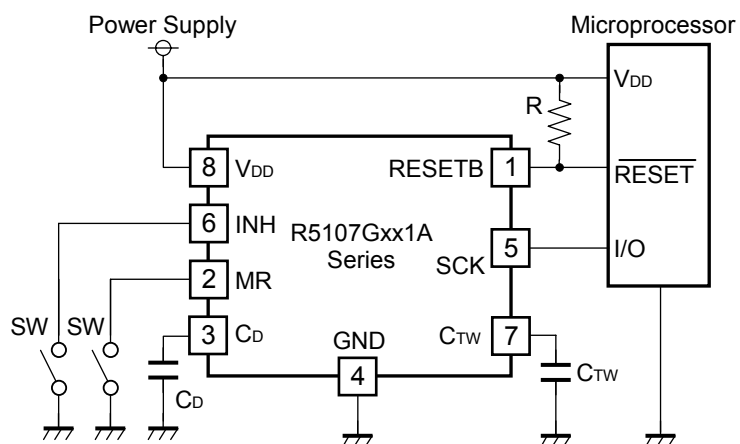 Power Supply
Microprocessor
VDD
R
8
VDD
RESETB
1
RESET
6
INH
R5107Gxx1A
Series
2
MR
SCK
5
I/O
SW
SW
3
CD
GND
CTW
7
4
CD
CTW